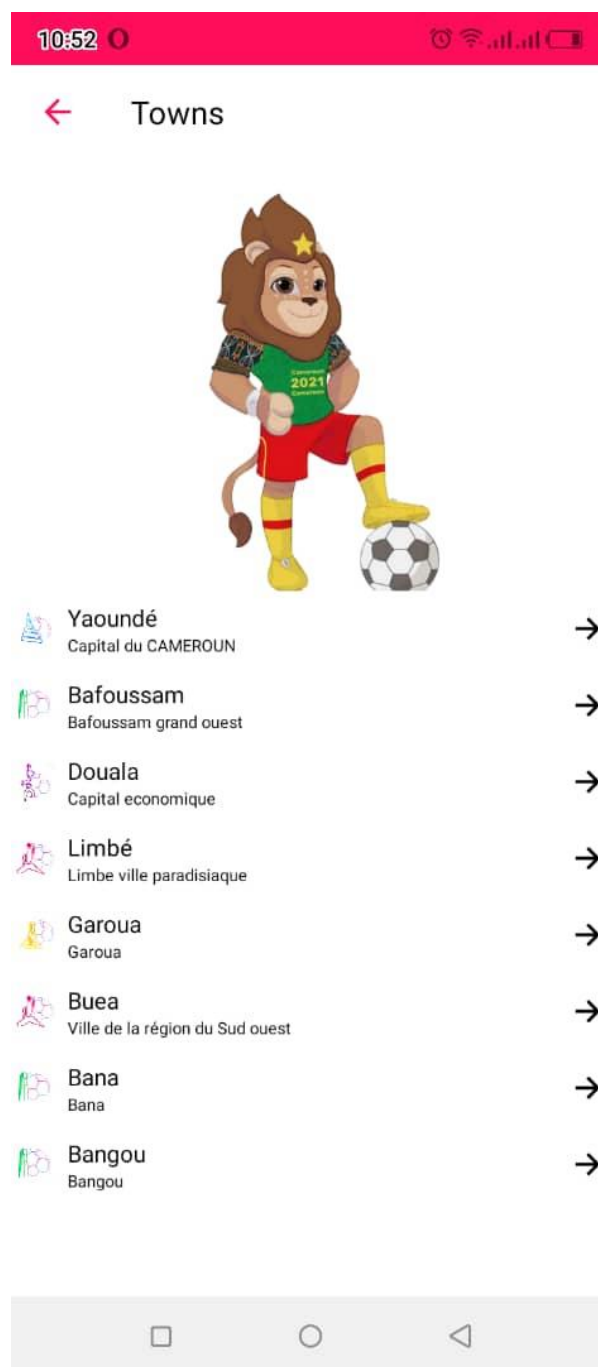 10:52
Towns
Cameroun
2021
Cameroon
Yaoundé
Capital du CAMEROUN
Bafoussam
Bafoussam grand ouest
Douala
Capital economique
Limbé
Limbe ville paradisiaque
Garoua
Garoua
Buea
Ville de la région du Sud ouest
Bana
Bana
Bangou
Bangou